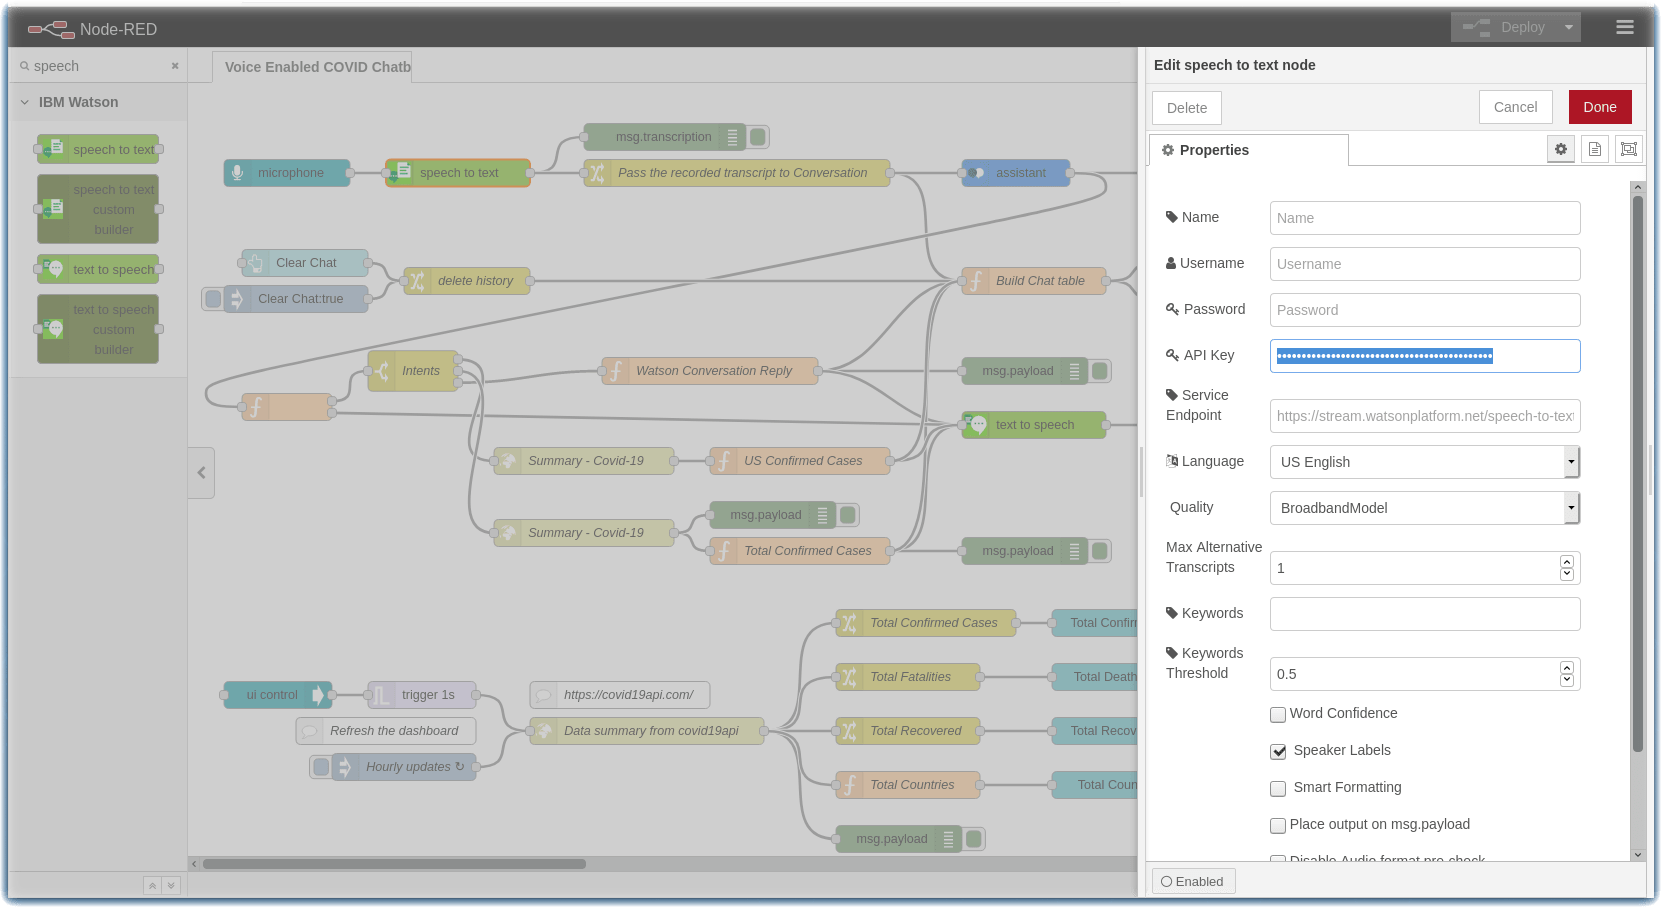 Node-RED
Deploy
speech
Voice Enabled COVID Chatb
IBM Watson
speech to text
speech to text
custom
builder
text to speech
text to speech
custom
builder
msg.transcription
microphone
speech to text
Pass the recorded transcript to Conversation
assistant
Clear Chat
Clear Chat:true
delete history
Build Chat table
Intents
Watson Conversation Reply
msg.payload
text to speech
Summary - Covid-19
US Confirmed Cases
msg.payload
Summary - Covid-19
Total Confirmed Cases
msg.payload
Total Confirmed Cases
Total Confir
Total Fatalities
Total Death
ui control
trigger 1s
https://covid19api.com/
Refresh the dashboard
Data summary from covid19api
Total Recovered
Total Recov
Hourly updates ↻
Total Countries
Total Coun
msg.payload
Edit speech to text node
Delete
Cancel
Done
Properties
Name
Name
Username
Username
Password
Password
API Key
Service
Endpoint
https://stream.watsonplatform.net/speech-to-text
Language
US English
Quality
BroadbandModel
Max Alternative
Transcripts
1
Keywords
Keywords
Threshold
0.5
Word Confidence
Speaker Labels
Smart Formatting
Place output on msg.payload
Disable Audio format pre-check
Enabled